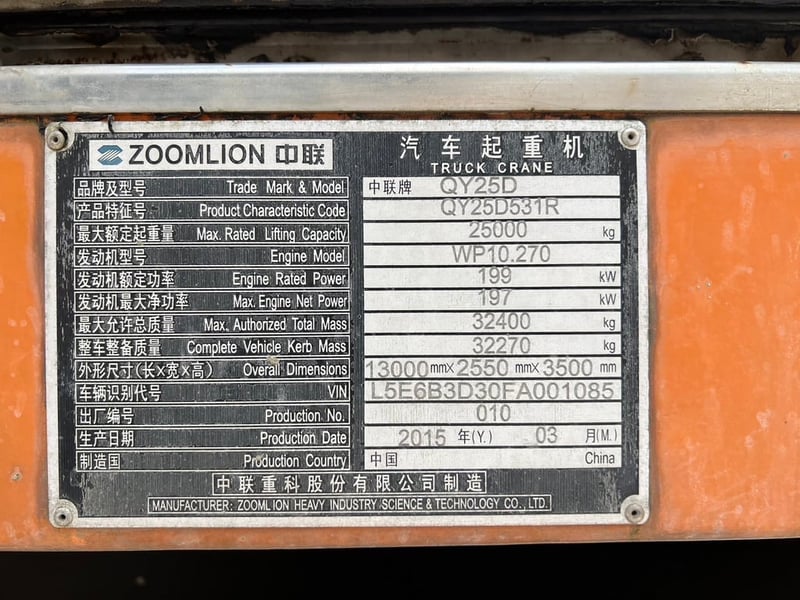 ZOOMLION 中联 汽车起重机
TRUCK CRANE
品牌及型号 Trade Mark & Model 中联牌 QY25D
产品特征号 Product Characteristic Code QY25D531R
最大额定起重量 Max. Rated Lifting Capacity 25000 kg
发动机型号 Engine Model WP10.270
发动机额定功率 Engine Rated Power 199 kW
发动机最大净功率 Max. Engine Net Power 197 kW
最大允许总质量 Max. Authorized Total Mass 32400 kg
整车整备质量 Complete Vehicle Kerb Mass 32270 kg
外形尺寸(长×宽×高) Overall Dimensions 13000 mm× 2550 mm× 3500 mm
车辆识别代号 VIN L5E6B3D30FA001085
出厂编号 Production No. 010
生产日期 Production Date 2015 年(Y.) 03 月(M.)
制造国 Production Country 中国 China
中联重科股份有限公司制造
MANUFACTURER: ZOOMLION HEAVY INDUSTRY SCIENCE & TECHNOLOGY CO., LTD.